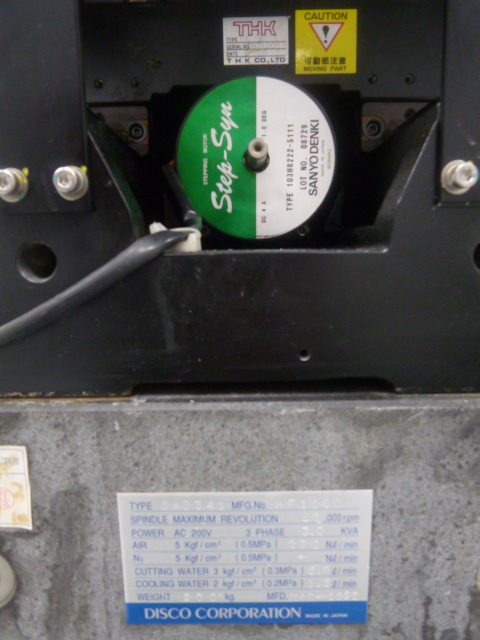 THK
TYPE
SERIAL NO.
DATE
THK CO.,LTD
CAUTION
可動部注意
MOVING PART
STEPPING MOTOR
Step-Syn
1.8 DEG
DC 4 A
TYPE 103H8222-5111
LOT NO. 08729
SANYO DENKI
MADE IN JAPAN
TYPE MFG.No.
SPINDLE MAXIMUM REVOLUTION ,000rpm
POWER AC 200V 3 PHASE KVA
AIR 5 Kgf/cm² (0.5MPa) Nℓ/min
N₂ 5 Kgf/cm² (0.5MPa) Nℓ/min
CUTTING WATER 3 kgf/cm² (0.3MPa) ℓ/min
COOLING WATER 2 kgf/cm² (0.2MPa) ℓ/min
WEIGHT kg MFD.
DISCO CORPORATION MADE IN JAPAN